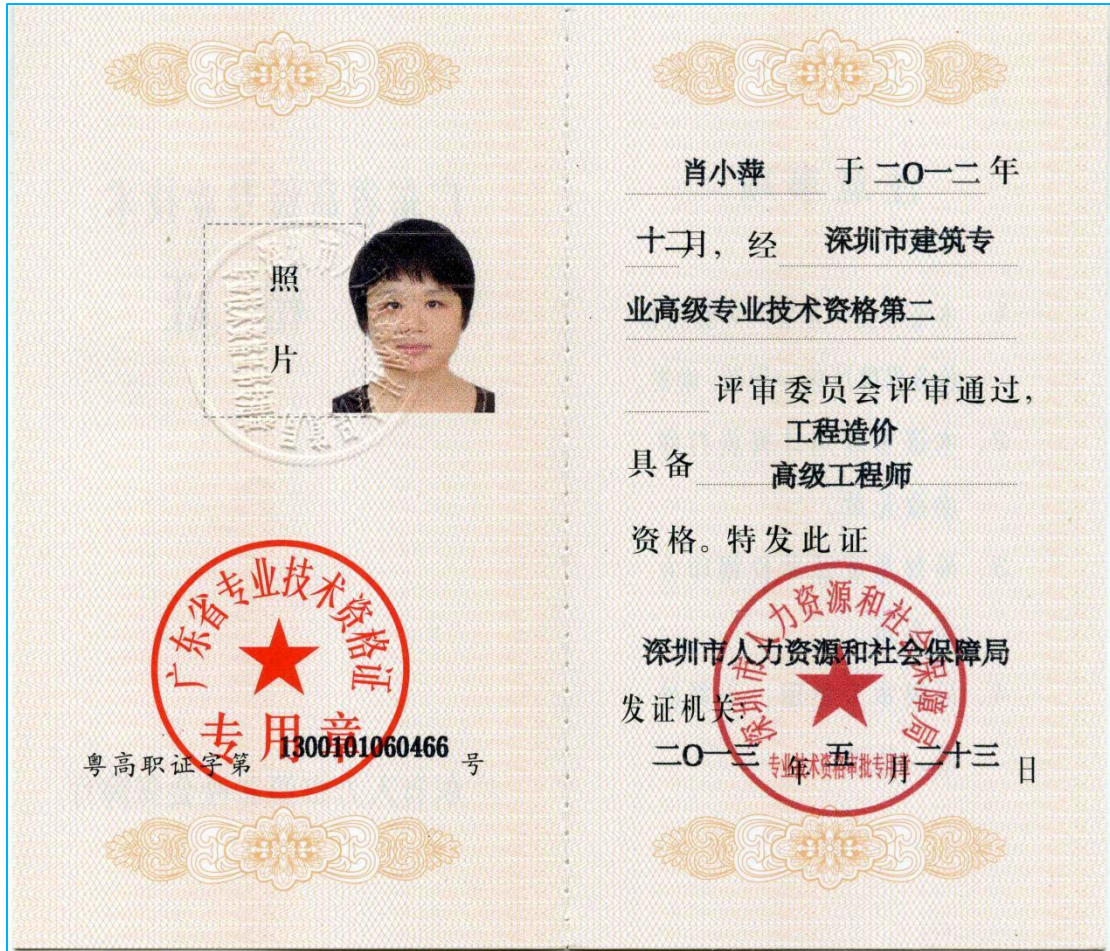 照
片
广东省专业技术资格证
专用章
粤高职证字第 1300101060466 号
肖小萍 于 二〇一二 年
十二月，经 深圳市建筑专
业高级专业技术资格第二
评审委员会评审通过，
工程造价
具备 高级工程师
资格。特发此证
深圳市人力资源和社会保障局
深圳市人力资源和社会保障局
发证机关：
二〇一三 年 五 月 二十三 日
专业技术资格审批专用章